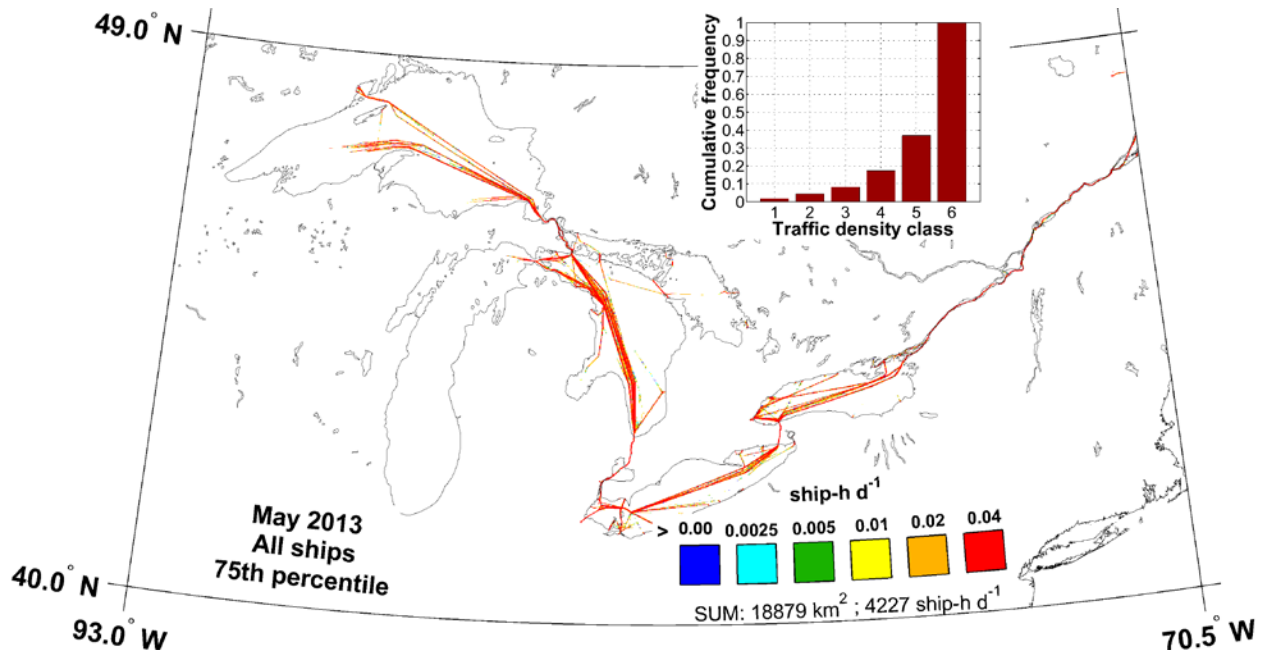 49.0° N
1
0.9
0.8
0.7
0.6
0.5
0.4
0.3
0.2
0.1
0
Cumulative frequency
1 2 3 4 5 6
Traffic density class
May 2013
All ships
75th percentile
ship-h d⁻¹
> 0.00 0.0025 0.005 0.01 0.02 0.04
SUM: 18879 km² ; 4227 ship-h d⁻¹
40.0° N
93.0° W
70.5° W